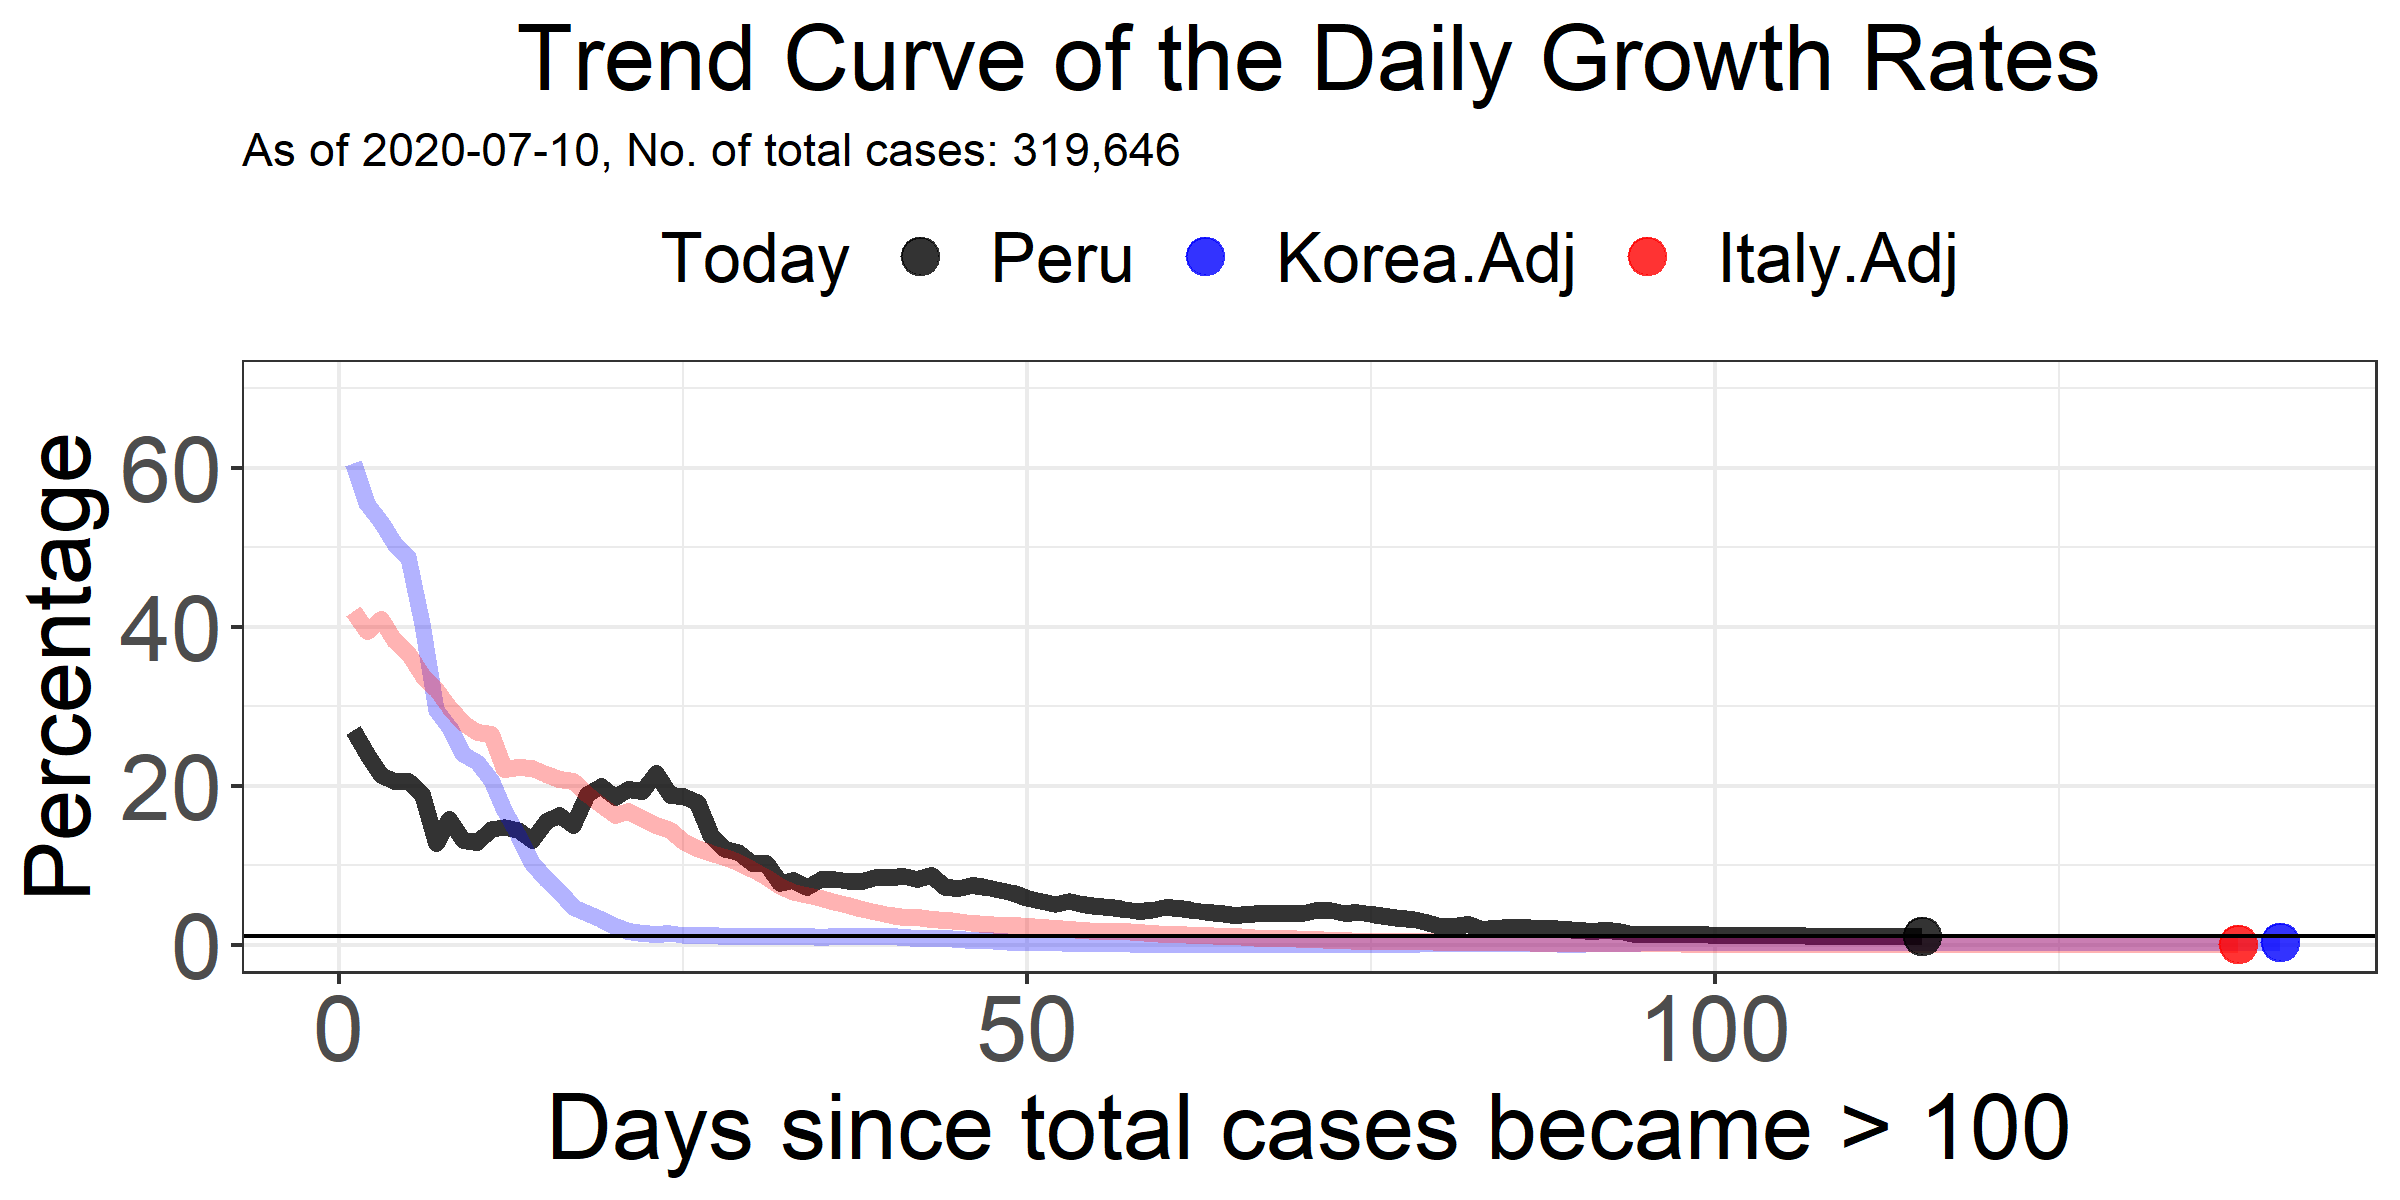 Trend Curve of the Daily Growth Rates
As of 2020-07-10, No. of total cases: 319,646
Today Peru Korea.Adj Italy.Adj
Percentage
60
40
20
0
0 50 100
Days since total cases became > 100